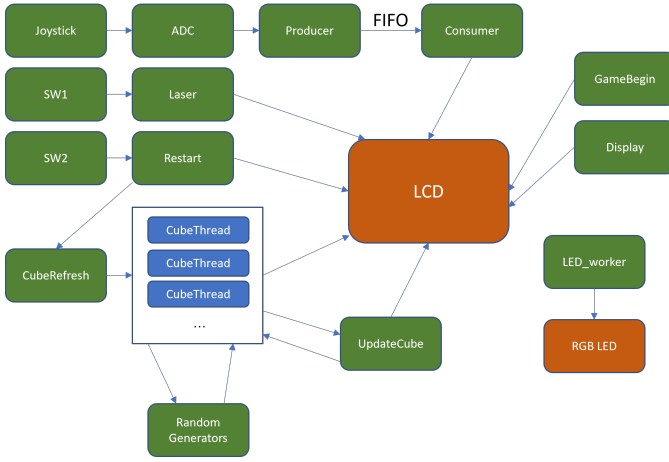 Joystick
ADC
Producer
FIFO
Consumer
SW1
Laser
GameBegin
SW2
Restart
Display
LCD
CubeThread
CubeThread
CubeThread
...
CubeRefresh
LED_worker
UpdateCube
RGB LED
Random
Generators